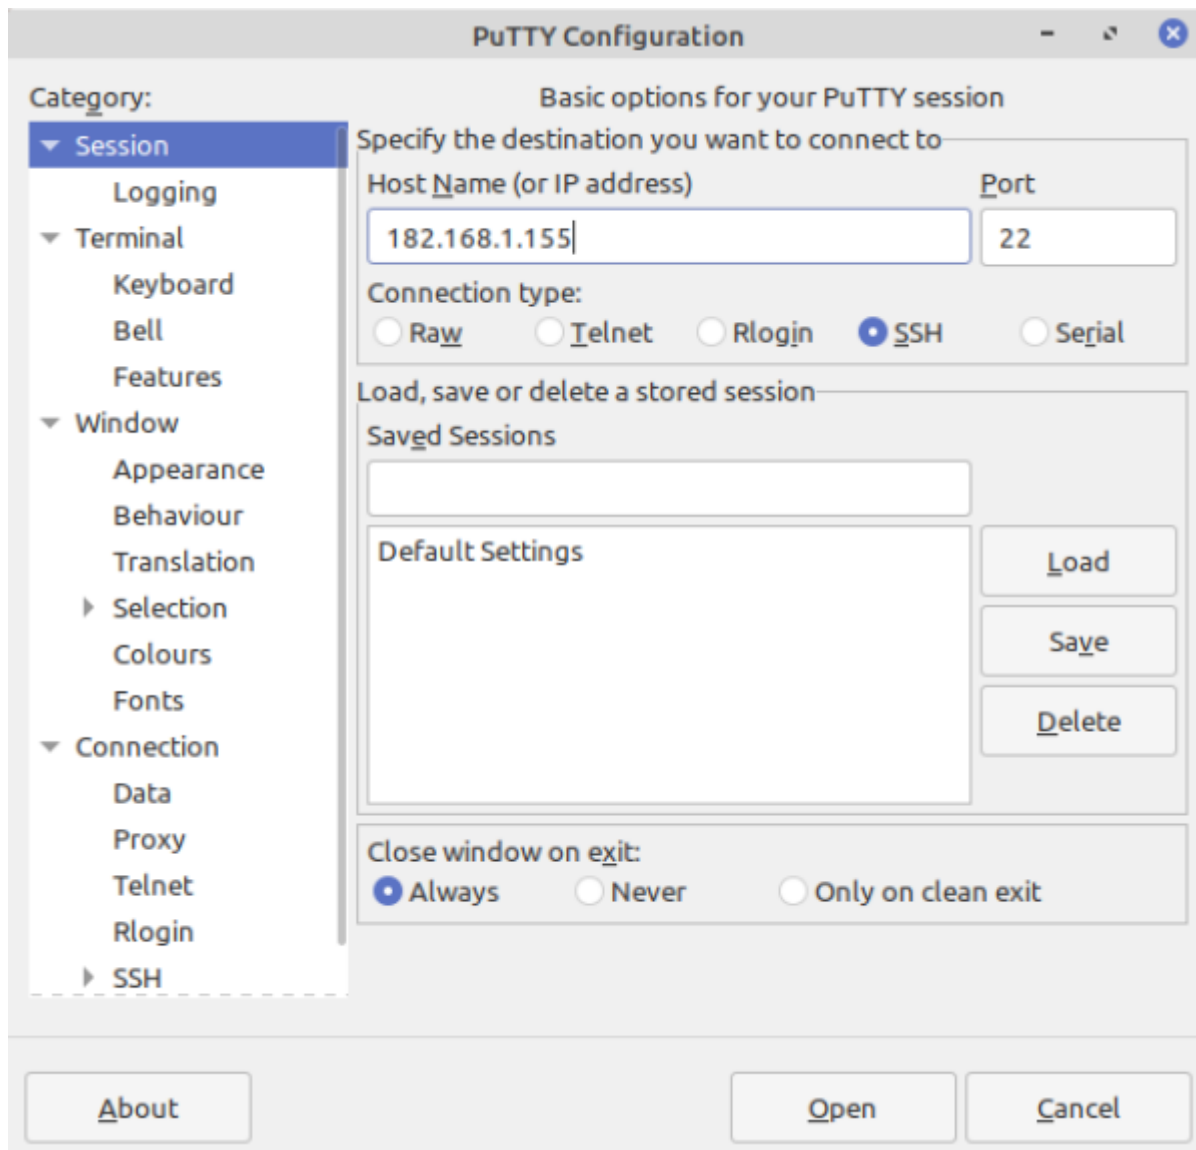 PuTTY Configuration
Category:
Basic options for your PuTTY session
Session
Logging
Terminal
Keyboard
Bell
Features
Window
Appearance
Behaviour
Translation
Selection
Colours
Fonts
Connection
Data
Proxy
Telnet
Rlogin
SSH
Specify the destination you want to connect to
Host Name (or IP address) Port
182.168.1.155 22
Connection type:
Raw Telnet Rlogin SSH Serial
Load, save or delete a stored session
Saved Sessions
Default Settings
Load
Save
Delete
Close window on exit:
Always Never Only on clean exit
About Open Cancel